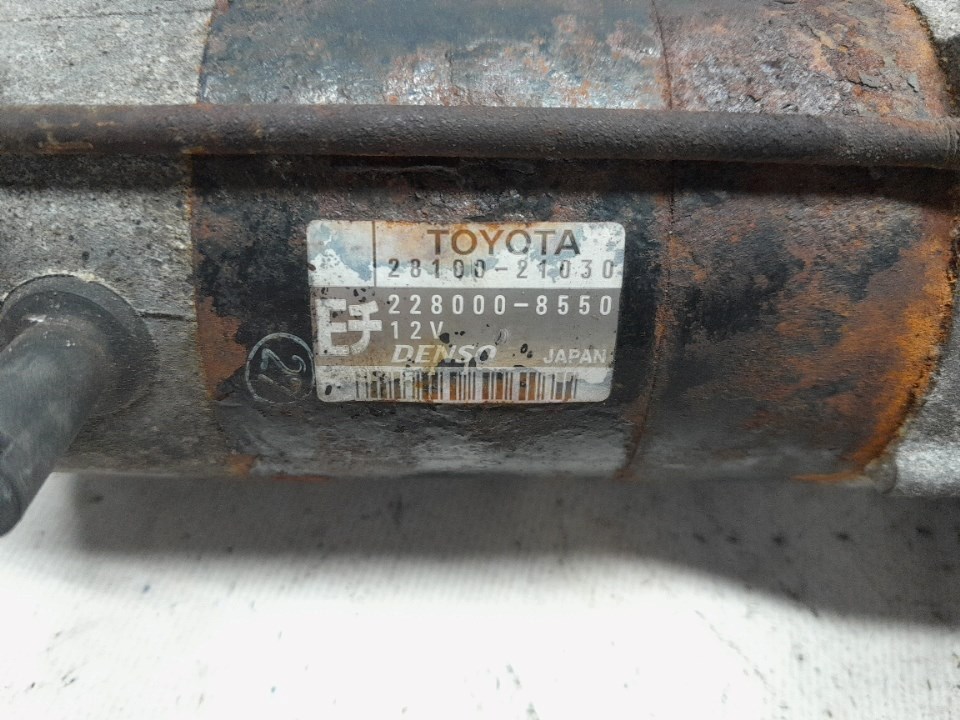 TOYOTA
28100-21030
228000-8550
12V
DENSO JAPAN